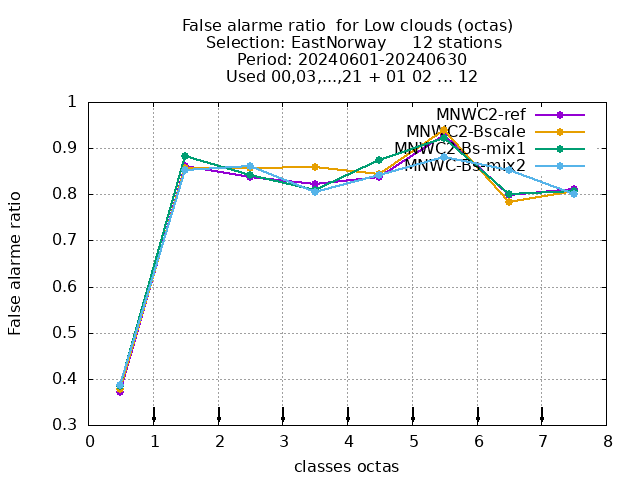 False alarme ratio  for Low clouds (octas)
Selection: EastNorway     12 stations
Period: 20240601-20240630
Used 00,03,...,21 + 01 02 ... 12
MNWC2-ref
MNWC2-Bscale
MNWC2-Bs-mix1
MNWC-Bs-mix2
1
0.9
0.8
0.7
0.6
0.5
0.4
0.3
False alarme ratio
0 1 2 3 4 5 6 7 8
classes octas